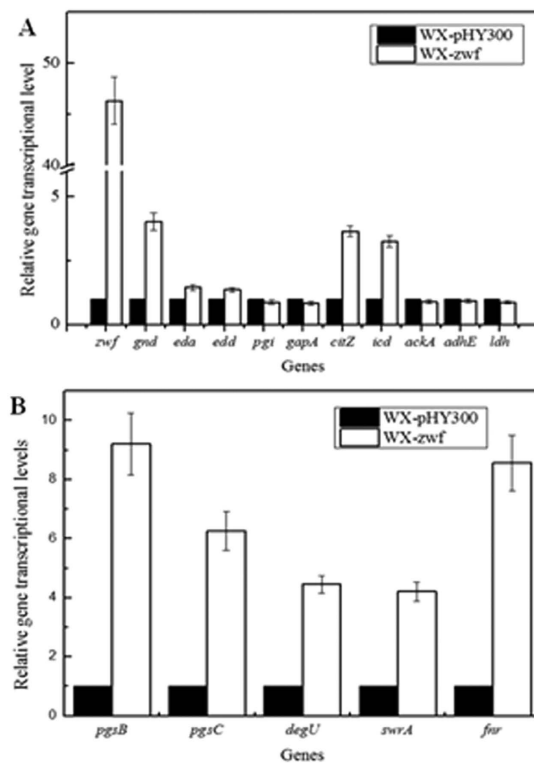 A
WX-pHY300
WX-zwf
Relative gene transcriptional level
50
40
5
0
zwf gnd eda edd pgi gapA citZ icd ackA adhE ldh
Genes
B
WX-pHY300
WX-zwf
Relative gene transcriptional levels
10
8
6
4
2
0
pgsB pgsC degU swrA fnr
Genes